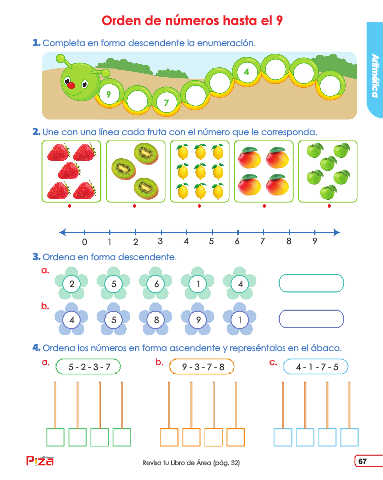 Orden de números hasta el 9
1. Completa en forma descendente la enumeración.
9 7 4
Aritmética
2. Une con una línea cada fruta con el número que le corresponda.
0 1 2 3 4 5 6 7 8 9
3. Ordena en forma descendente.
a. 2 5 6 1 4
b. 4 5 8 9 1
4. Ordena los números en forma ascendente y represéntalos en el ábaco.
a. 5 - 2 - 3 - 7 b. 9 - 3 - 7 - 8 c. 4 - 1 - 7 - 5
Revisa tu Libro de Área (pág. 32)
67